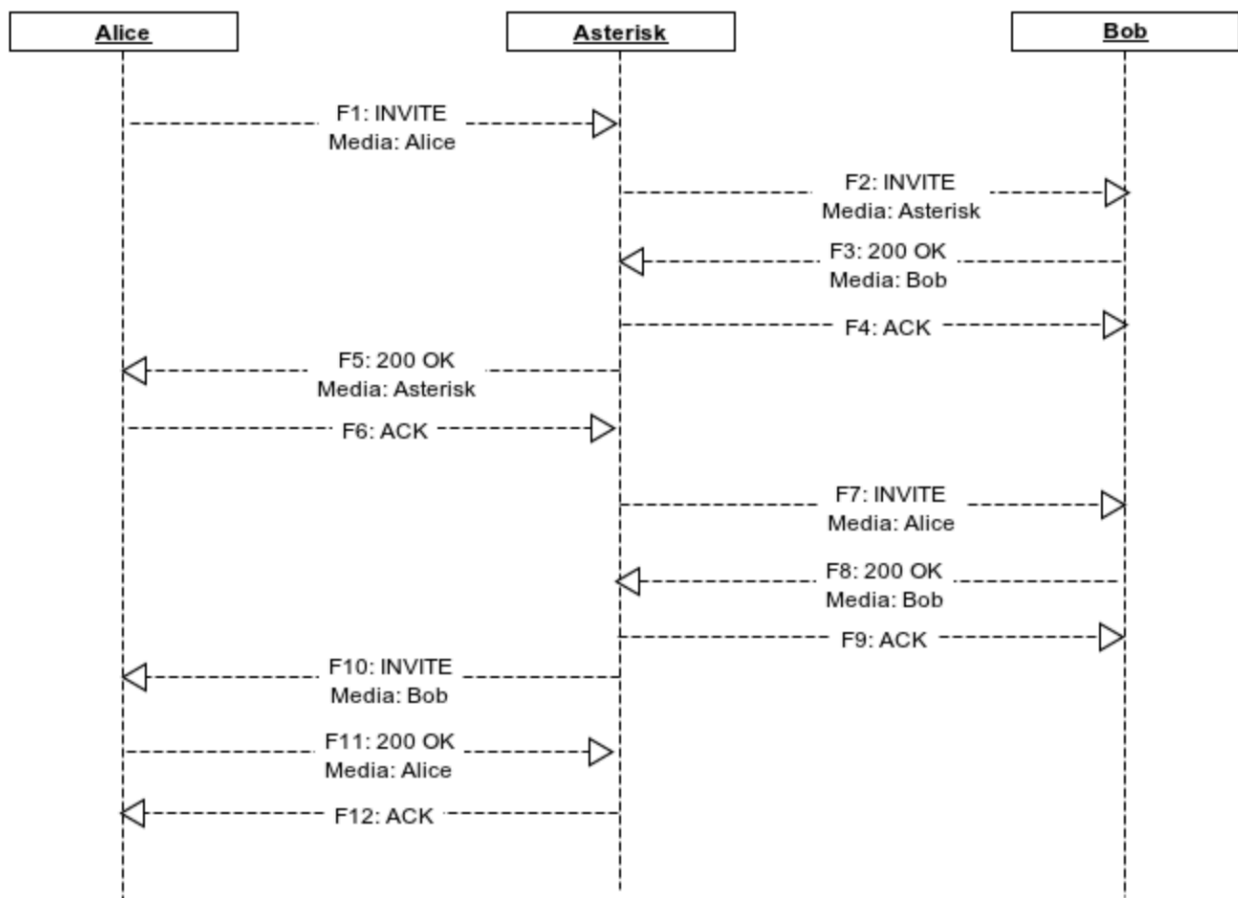 Alice
Asterisk
Bob
F1: INVITE
Media: Alice
F2: INVITE
Media: Asterisk
F3: 200 OK
Media: Bob
F4: ACK
F5: 200 OK
Media: Asterisk
F6: ACK
F7: INVITE
Media: Alice
F8: 200 OK
Media: Bob
F9: ACK
F10: INVITE
Media: Bob
F11: 200 OK
Media: Alice
F12: ACK